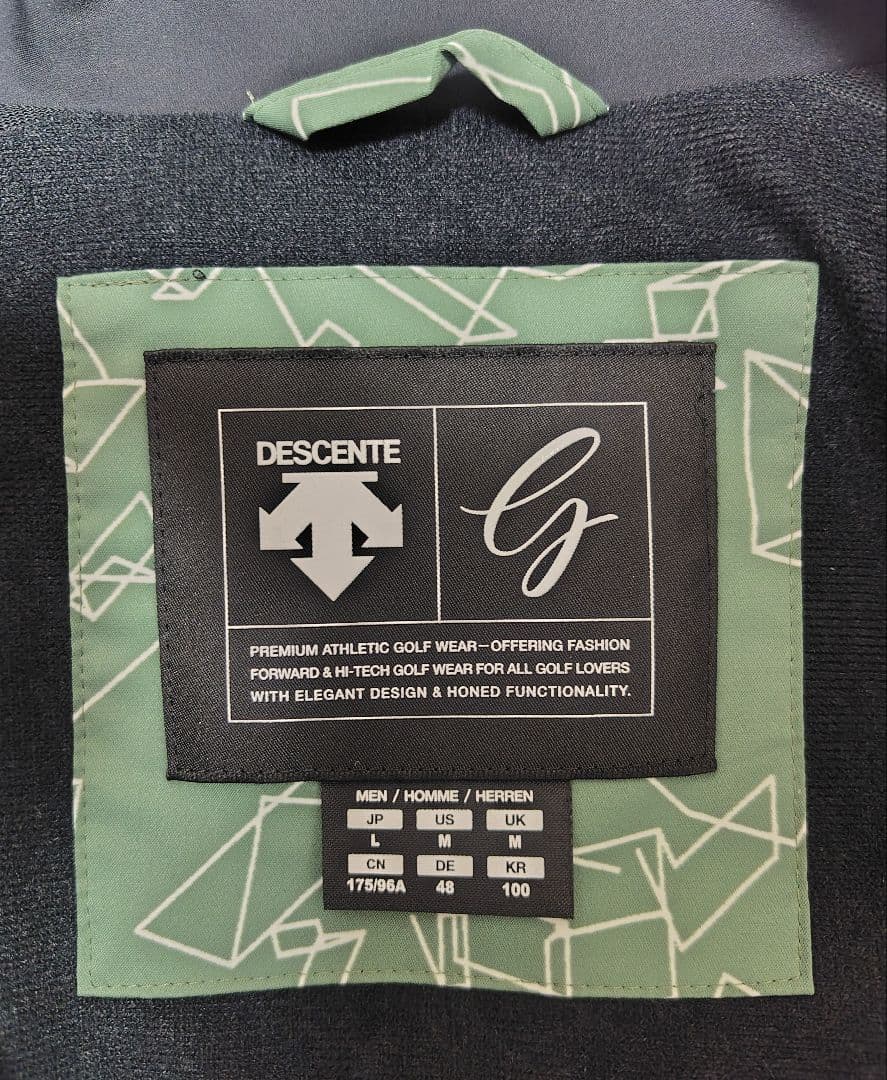 DESCENTE
G
PREMIUM ATHLETIC GOLF WEAR—OFFERING FASHION
FORWARD & HI-TECH GOLF WEAR FOR ALL GOLF LOVERS
WITH ELEGANT DESIGN & HONED FUNCTIONALITY.
MEN / HOMME / HERREN
JP US UK
L M M
CN DE KR
175/96A 48 100